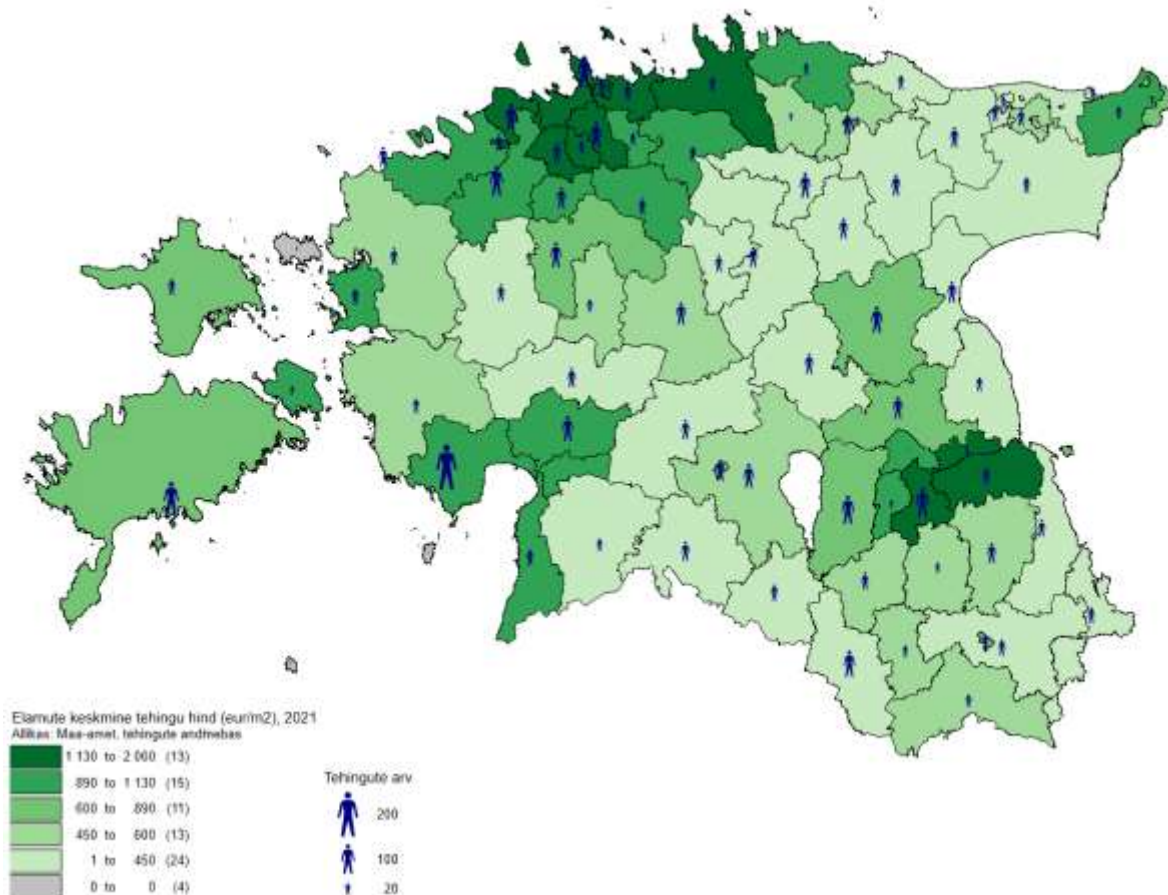 Elamute keskmine tehingu hind (eur/m2), 2021
Allikas: Maa-amet, tehingute andmebaas
1 130 to 2 060 (13)
890 to 1 130 (15)
600 to 890 (11)
450 to 600 (13)
1 to 450 (24)
0 to 0 (4)
Tehingute arv
200
100
20